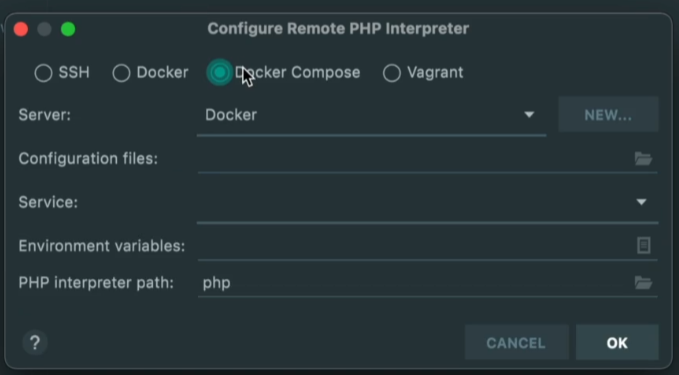 Configure Remote PHP Interpreter
SSH Docker Docker Compose Vagrant
Server: Docker NEW...
Configuration files:
Service:
Environment variables:
PHP interpreter path: php
? CANCEL OK